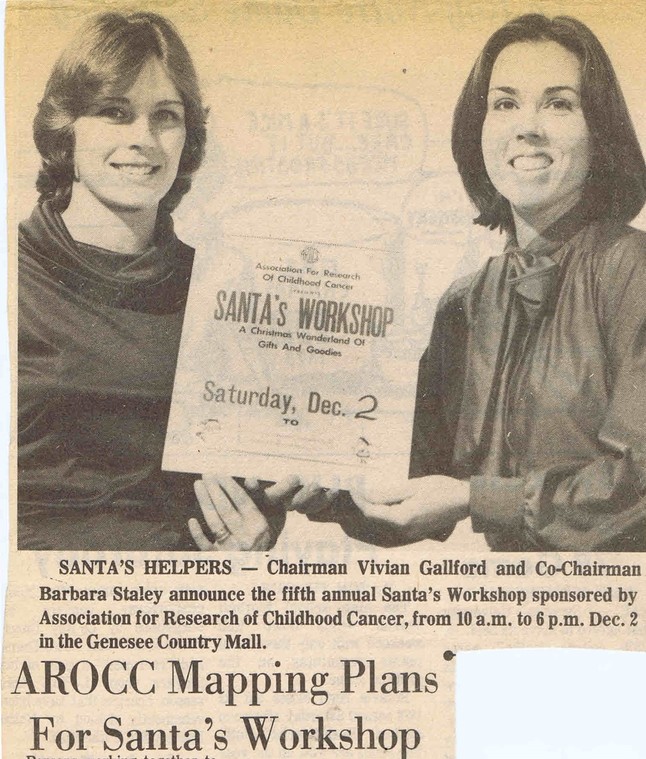 Association For Research
Of Childhood Cancer
PRESENTS
SANTA'S WORKSHOP
A Christmas Wonderland Of
Gifts And Goodies
Saturday, Dec. 2
TO
SANTA'S HELPERS — Chairman Vivian Gallford and Co-Chairman
Barbara Staley announce the fifth annual Santa's Workshop sponsored by
Association for Research of Childhood Cancer, from 10 a.m. to 6 p.m. Dec. 2
in the Genesee Country Mall.
AROCC Mapping Plans
For Santa's Workshop